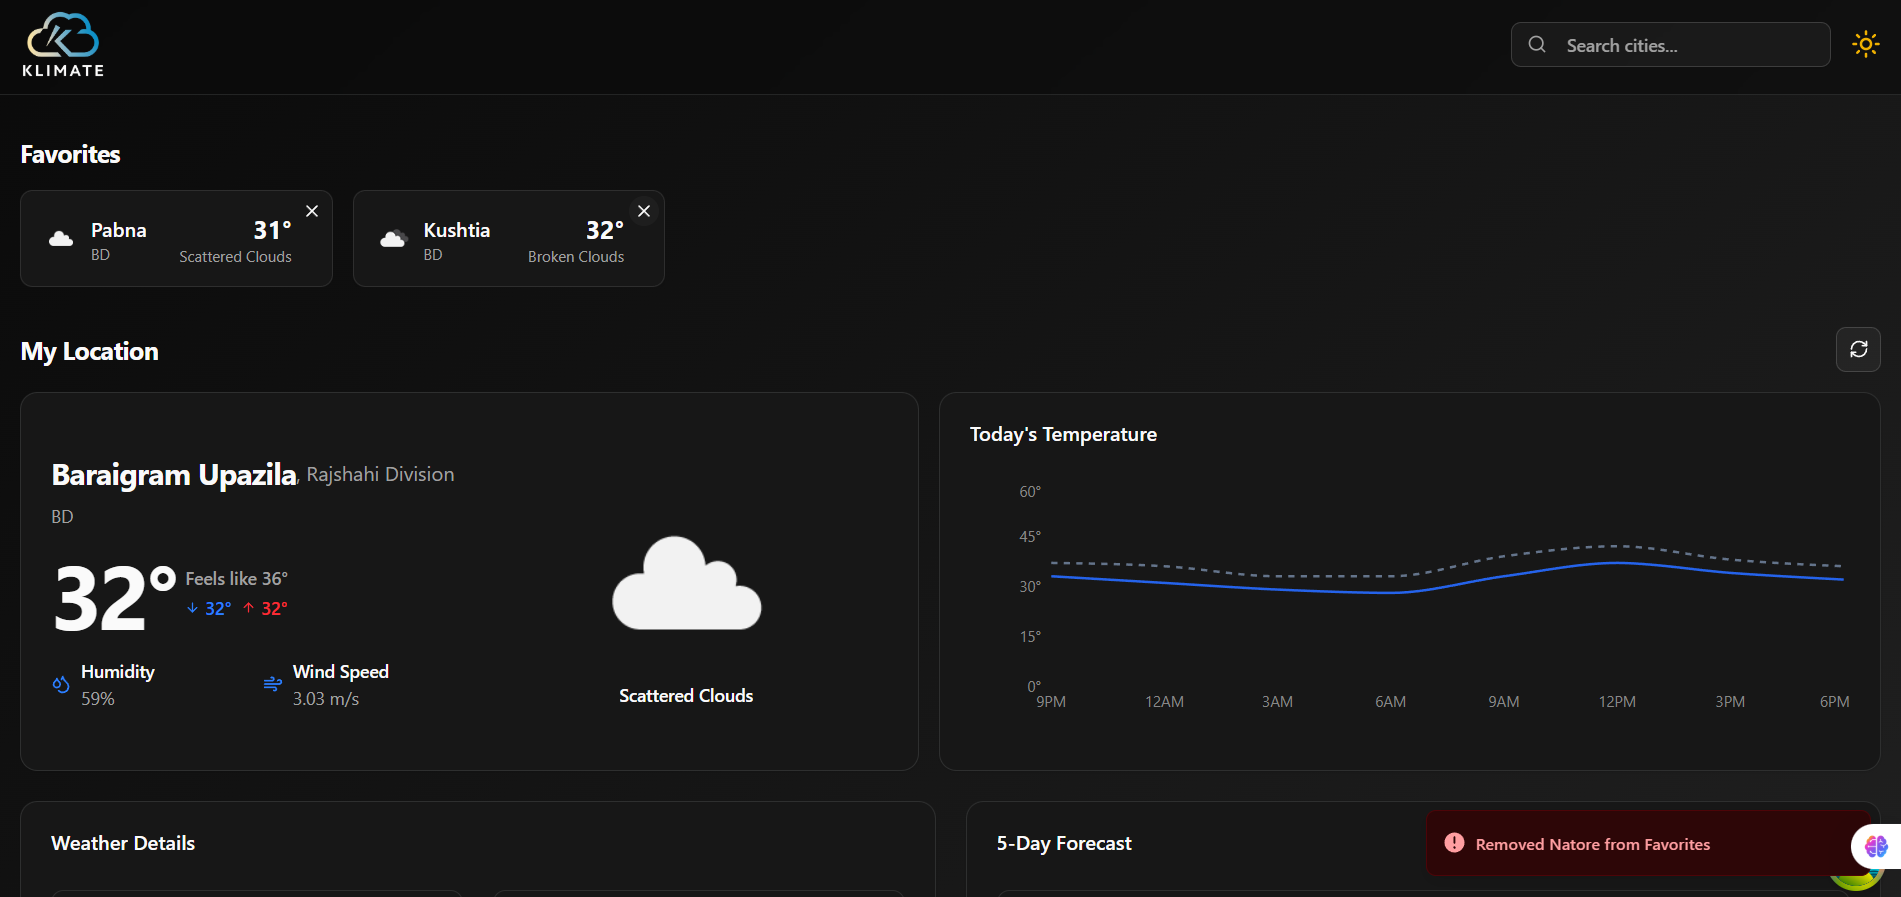 KLIMATE
Search cities...
Favorites
Pabna
BD
31°
Scattered Clouds
Kushtia
BD
32°
Broken Clouds
My Location
Baraigram Upazila, Rajshahi Division
BD
32°
Feels like 36°
32° 32°
Humidity
59%
Wind Speed
3.03 m/s
Scattered Clouds
Today's Temperature
60°
45°
30°
15°
0°
9PM 12AM 3AM 6AM 9AM 12PM 3PM 6PM
Weather Details
5-Day Forecast
Removed Natore from Favorites